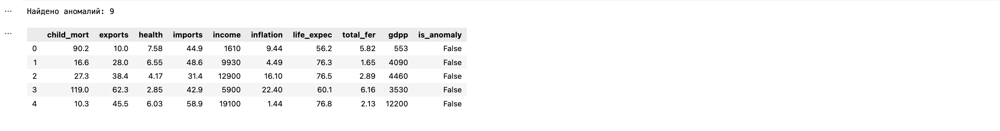 ... Найдено аномалий: 9
...
child_mort exports health imports income inflation life_expec total_fer gdpp is_anomaly
0 90.2 10.0 7.58 44.9 1610 9.44 56.2 5.82 553 False
1 16.6 28.0 6.55 48.6 9930 4.49 76.3 1.65 4090 False
2 27.3 38.4 4.17 31.4 12900 16.10 76.5 2.89 4460 False
3 119.0 62.3 2.85 42.9 5900 22.40 60.1 6.16 3530 False
4 10.3 45.5 6.03 58.9 19100 1.44 76.8 2.13 12200 False